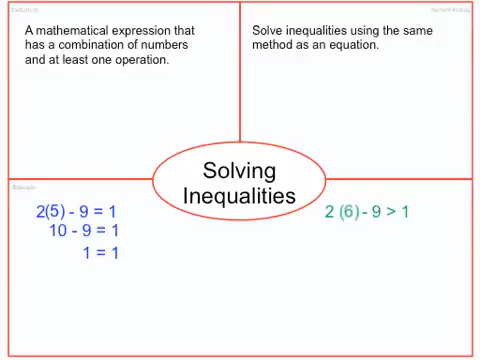 A mathematical expression that
has a combination of numbers
and at least one operation.
Solve inequalities using the same
method as an equation.
Solving
Inequalities
2(5) - 9 = 1
10 - 9 = 1
1 = 1
2 (6) - 9 > 1